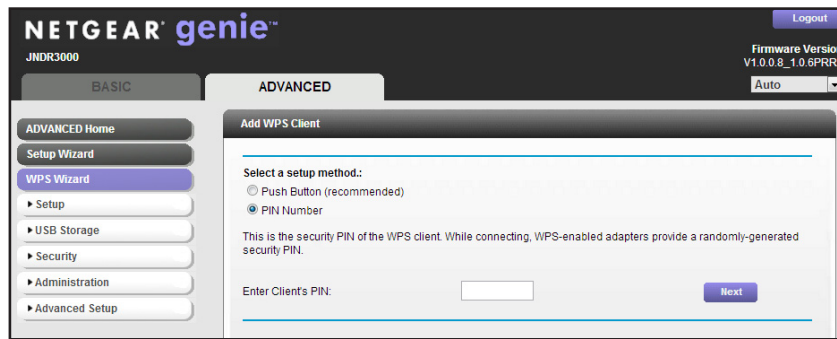 NETGEAR® genie™
Logout
JNDR3000
Firmware Versio
V1.0.0.8_1.0.6PRR
Auto
BASIC
ADVANCED
ADVANCED Home
Setup Wizard
WPS Wizard
Setup
USB Storage
Security
Administration
Advanced Setup
Add WPS Client
Select a setup method.:
Push Button (recommended)
PIN Number
This is the security PIN of the WPS client. While connecting, WPS-enabled adapters provide a randomly-generated
security PIN.
Enter Client's PIN:
Next